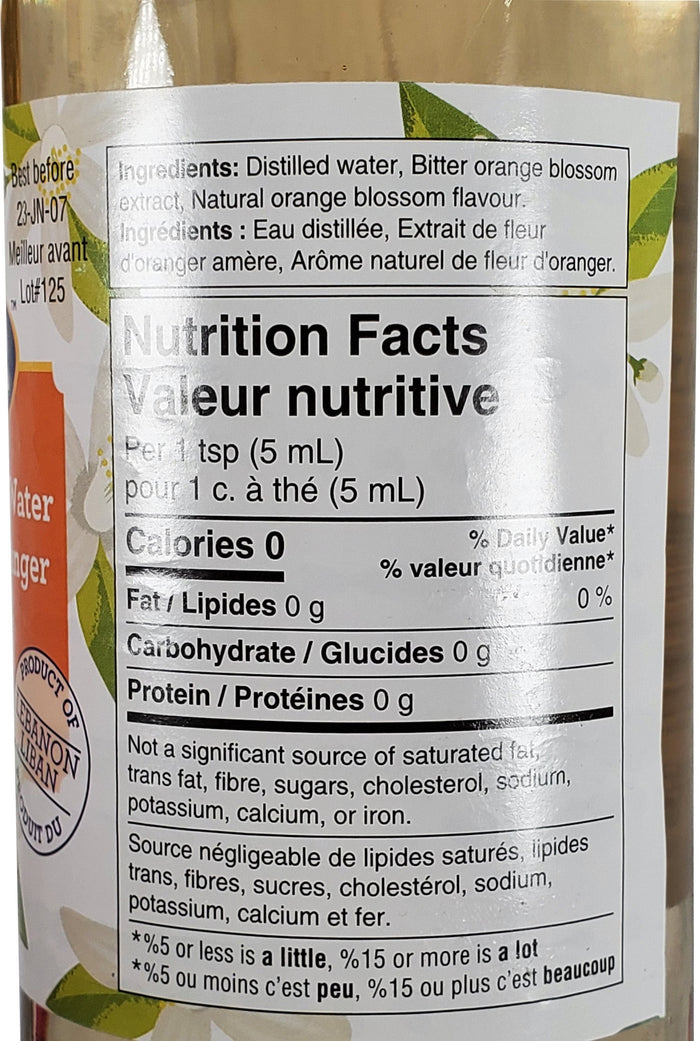 Best before
23-JN-07
Meilleur avant
Lot#125
™
Ingredients: Distilled water, Bitter orange blossom
extract, Natural orange blossom flavour.
Ingrédients : Eau distillée, Extrait de fleur
d'oranger amère, Arôme naturel de fleur d'oranger.
Nutrition Facts
Valeur nutritive
Per 1 tsp (5 mL)
pour 1 c. à thé (5 mL)
Calories 0
% Daily Value*
% valeur quotidienne*
Fat / Lipides 0 g 0 %
Carbohydrate / Glucides 0 g
Protein / Protéines 0 g
Not a significant source of saturated fat,
trans fat, fibre, sugars, cholesterol, sodium,
potassium, calcium, or iron.
Source négligeable de lipides saturés, lipides
trans, fibres, sucres, cholestérol, sodium,
potassium, calcium et fer.
*%5 or less is a little, %15 or more is a lot
*%5 ou moins c'est peu, %15 ou plus c'est beaucoup
PRODUCT OF
LEBANON
LIBAN